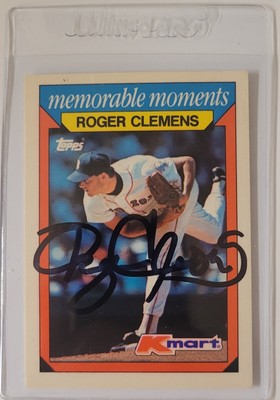 memorable moments
ROGER CLEMENS
TOPPS
Kmart